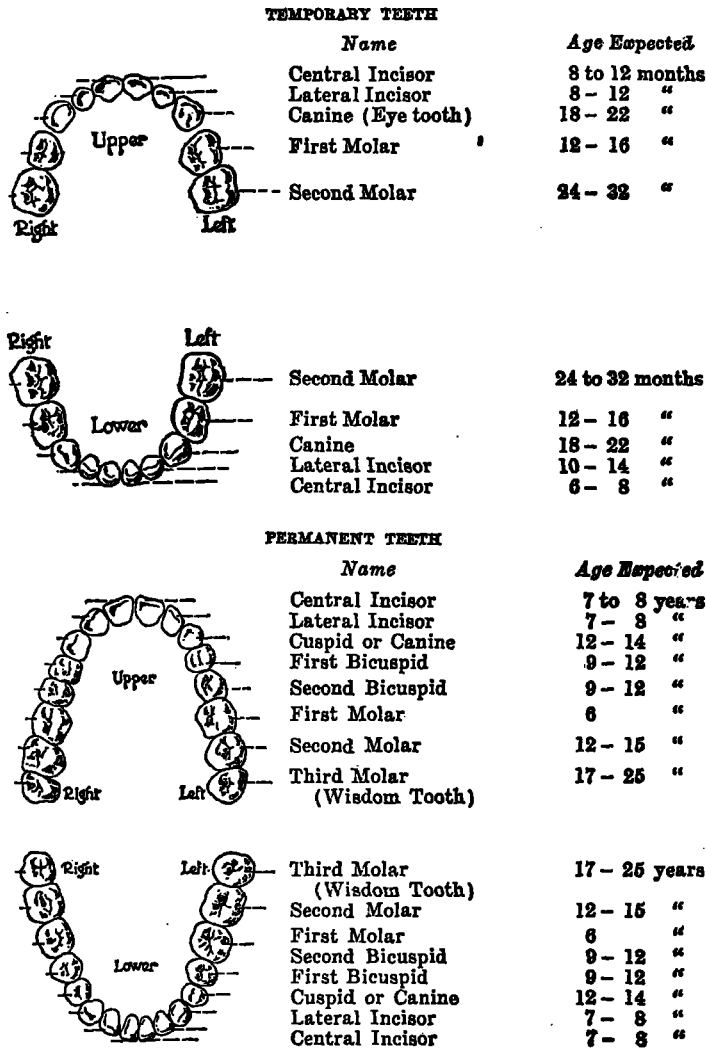 TEMPORARY TEETH
Name Age Expected
Central Incisor 8 to 12 months
Lateral Incisor 8 – 12 "
Canine (Eye tooth) 18 – 22 "
Upper
First Molar 12 – 16 "
Second Molar 24 – 32 "
Right Left
Right Left
Second Molar 24 to 32 months
First Molar 12 – 16 "
Lower
Canine 18 – 22 "
Lateral Incisor 10 – 14 "
Central Incisor 6 – 8 "
PERMANENT TEETH
Name Age Expected
Central Incisor 7 to 8 years
Lateral Incisor 7 – 8 "
Cuspid or Canine 12 – 14 "
First Bicuspid 9 – 12 "
Upper
Second Bicuspid 9 – 12 "
First Molar 6 "
Second Molar 12 – 15 "
Third Molar 17 – 25 "
Right Left
(Wisdom Tooth)
Right Left Third Molar 17 – 25 years
(Wisdom Tooth)
Second Molar 12 – 15 "
First Molar 6 "
Second Bicuspid 9 – 12 "
Lower
First Bicuspid 9 – 12 "
Cuspid or Canine 12 – 14 "
Lateral Incisor 7 – 8 "
Central Incisor 7 – 8 "